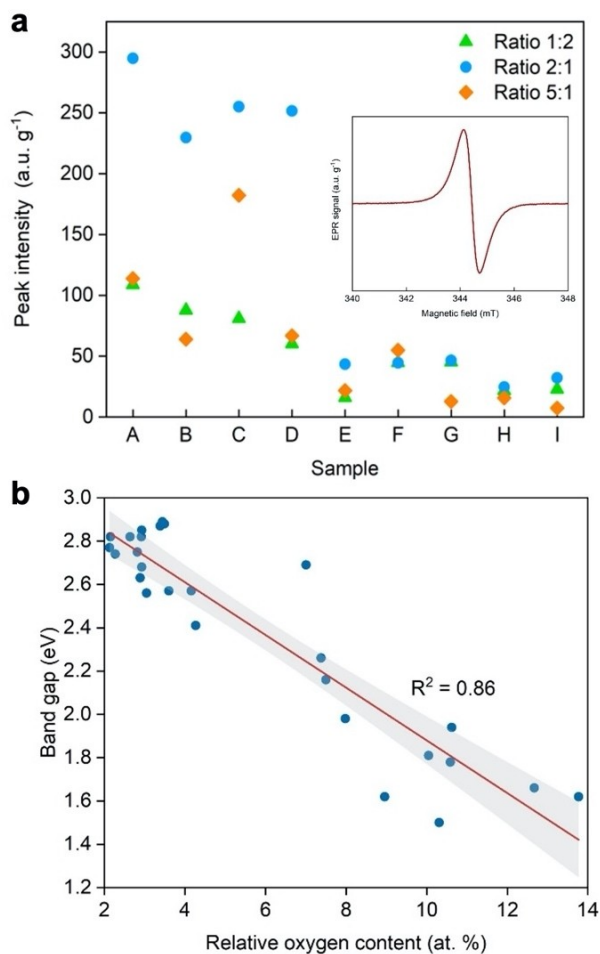 a
Ratio 1:2
Ratio 2:1
Ratio 5:1
300
250
200
150
100
50
0
Peak intensity (a.u. g⁻¹)
A B C D E F G H I
Sample
EPR signal (a.u. g⁻¹)
340 342 344 346 348
Magnetic field (mT)
b
3.0
2.8
2.6
2.4
2.2
2.0
1.8
1.6
1.4
1.2
Band gap (eV)
R² = 0.86
2 4 6 8 10 12 14
Relative oxygen content (at. %)